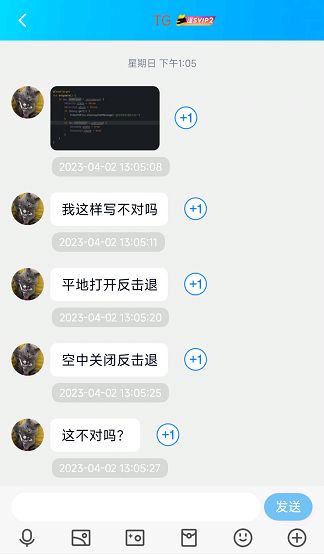 TG
SVIP2
星期日 下午1:05
+1
2023-04-02 13:05:08
我这样写不对吗
+1
2023-04-02 13:05:11
平地打开反击退
+1
2023-04-02 13:05:20
空中关闭反击退
+1
2023-04-02 13:05:25
这不对吗?
+1
2023-04-02 13:05:27
发送